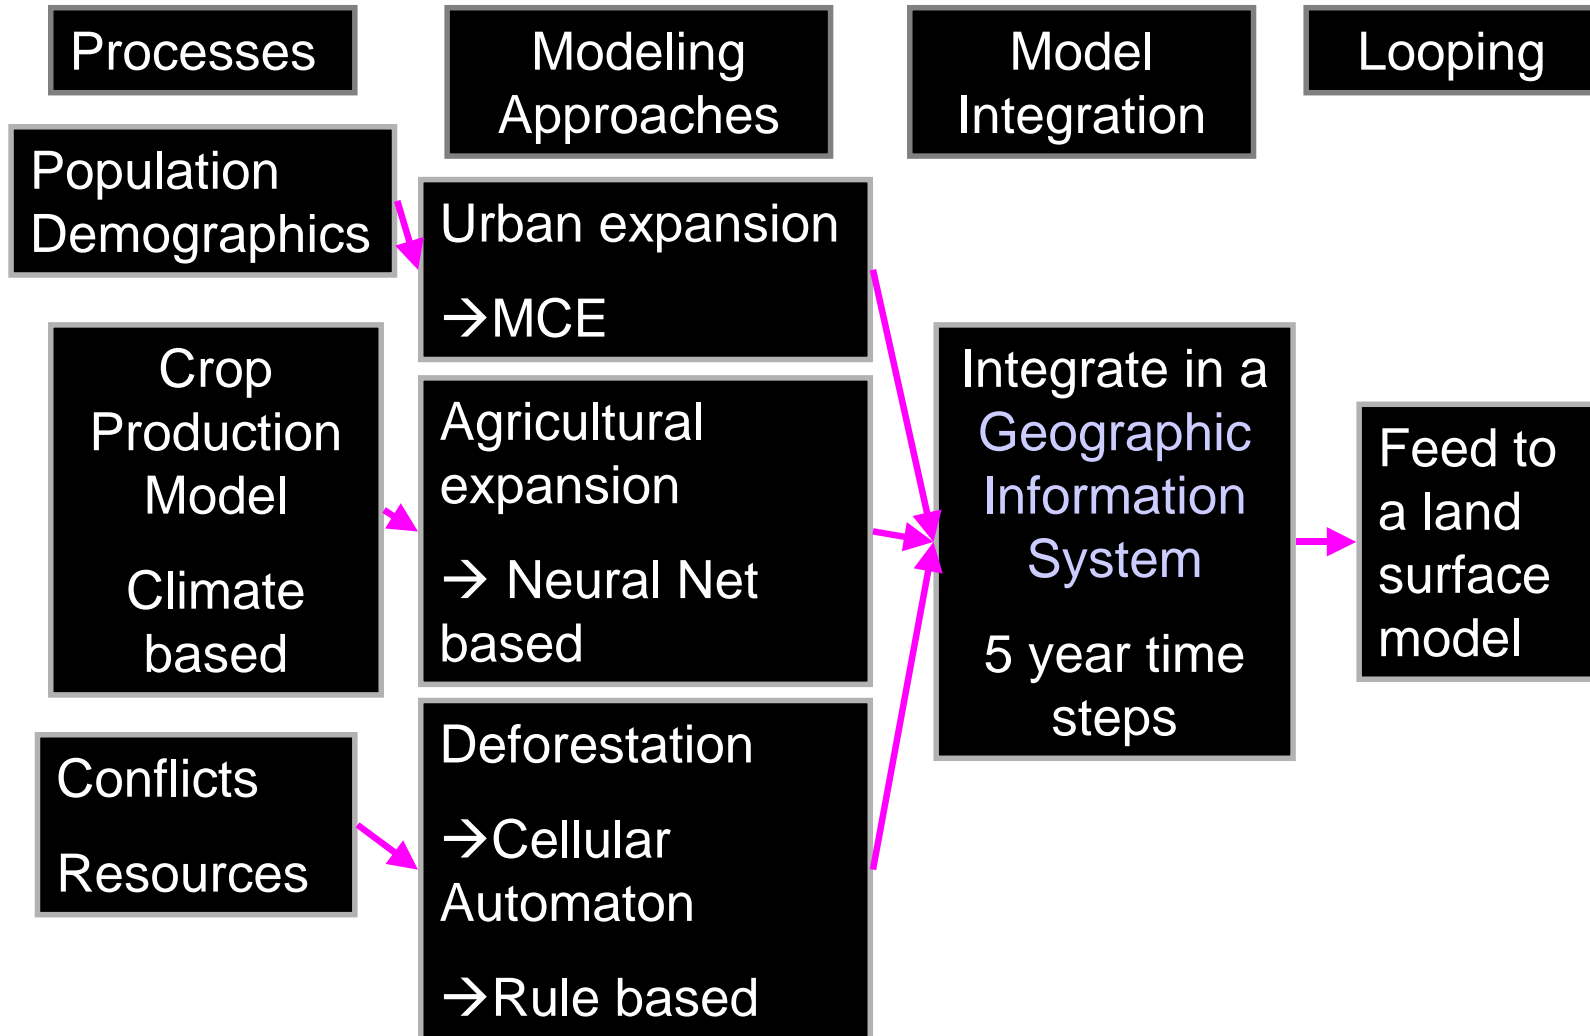 Processes
Modeling
Approaches
Model
Integration
Looping
Population
Demographics
Crop
Production
Model
Climate
based
Conflicts
Resources
Urban expansion
→MCE
Agricultural
expansion
→ Neural Net
based
Deforestation
→Cellular
Automaton
→Rule based
Integrate in a
Geographic
Information
System
5 year time
steps
Feed to
a land
surface
model